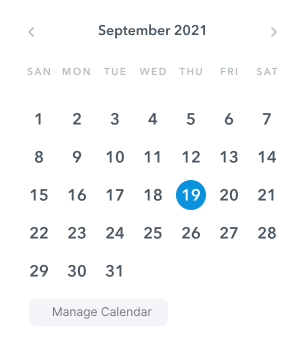 September 2021
SAN MON TUE WED THU FRI SAT
1 2 3 4 5 6 7
8 9 10 11 12 13 14
15 16 17 18 19 20 21
22 23 24 25 26 27 28
29 30 31
Manage Calendar